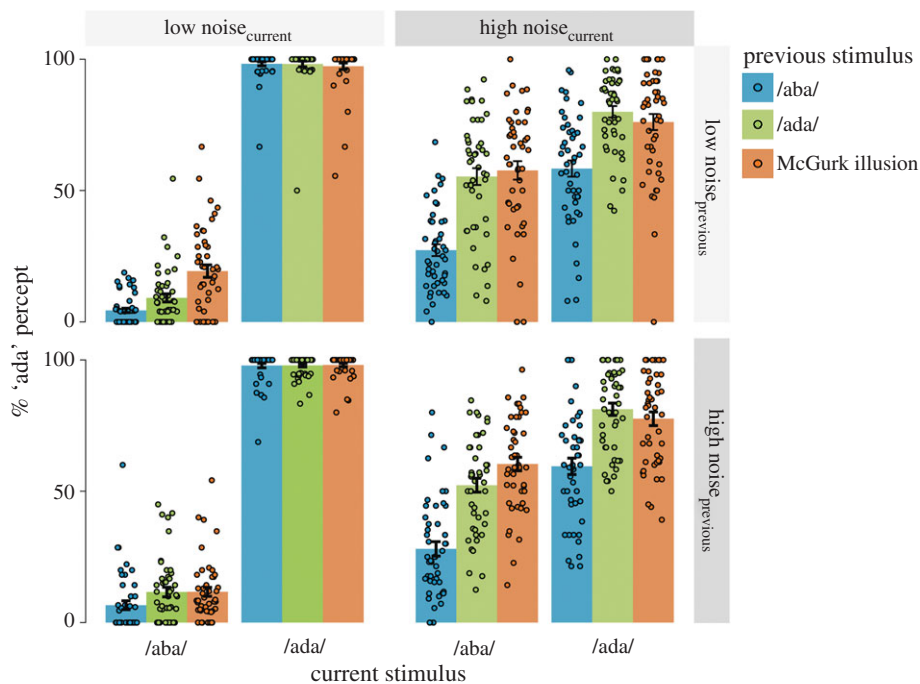 low noise_current
high noise_current
previous stimulus
/aba/
/ada/
McGurk illusion
% ‘ada’ percept
100
50
0
low noise_previous
100
50
0
high noise_previous
/aba/
/ada/
/aba/
/ada/
current stimulus